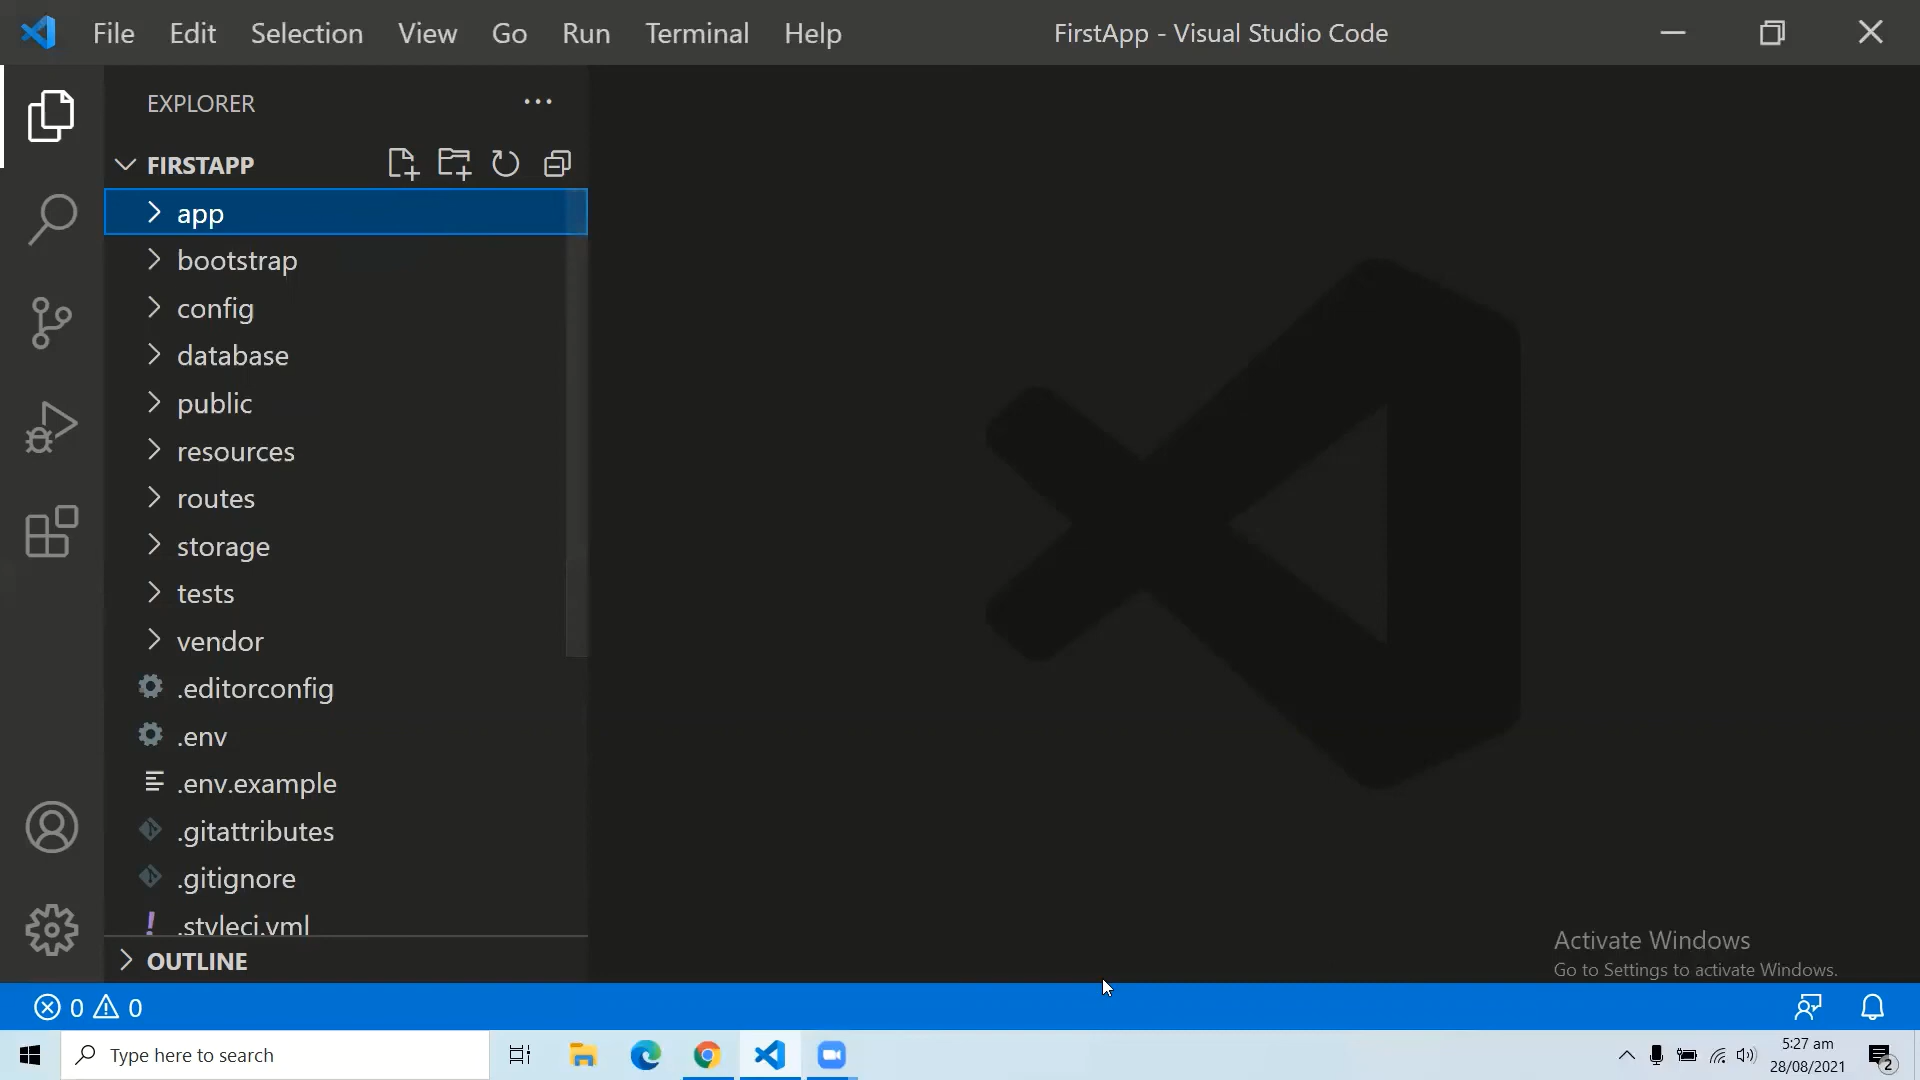 File Edit Selection View Go Run Terminal Help FirstApp - Visual Studio Code
EXPLORER
FIRSTAPP
app
bootstrap
config
database
public
resources
routes
storage
tests
vendor
.editorconfig
.env
.env.example
.gitattributes
.gitignore
.styleci.yml
OUTLINE
Activate Windows
Go to Settings to activate Windows.
0 0
Type here to search
5:27 am
28/08/2021
2